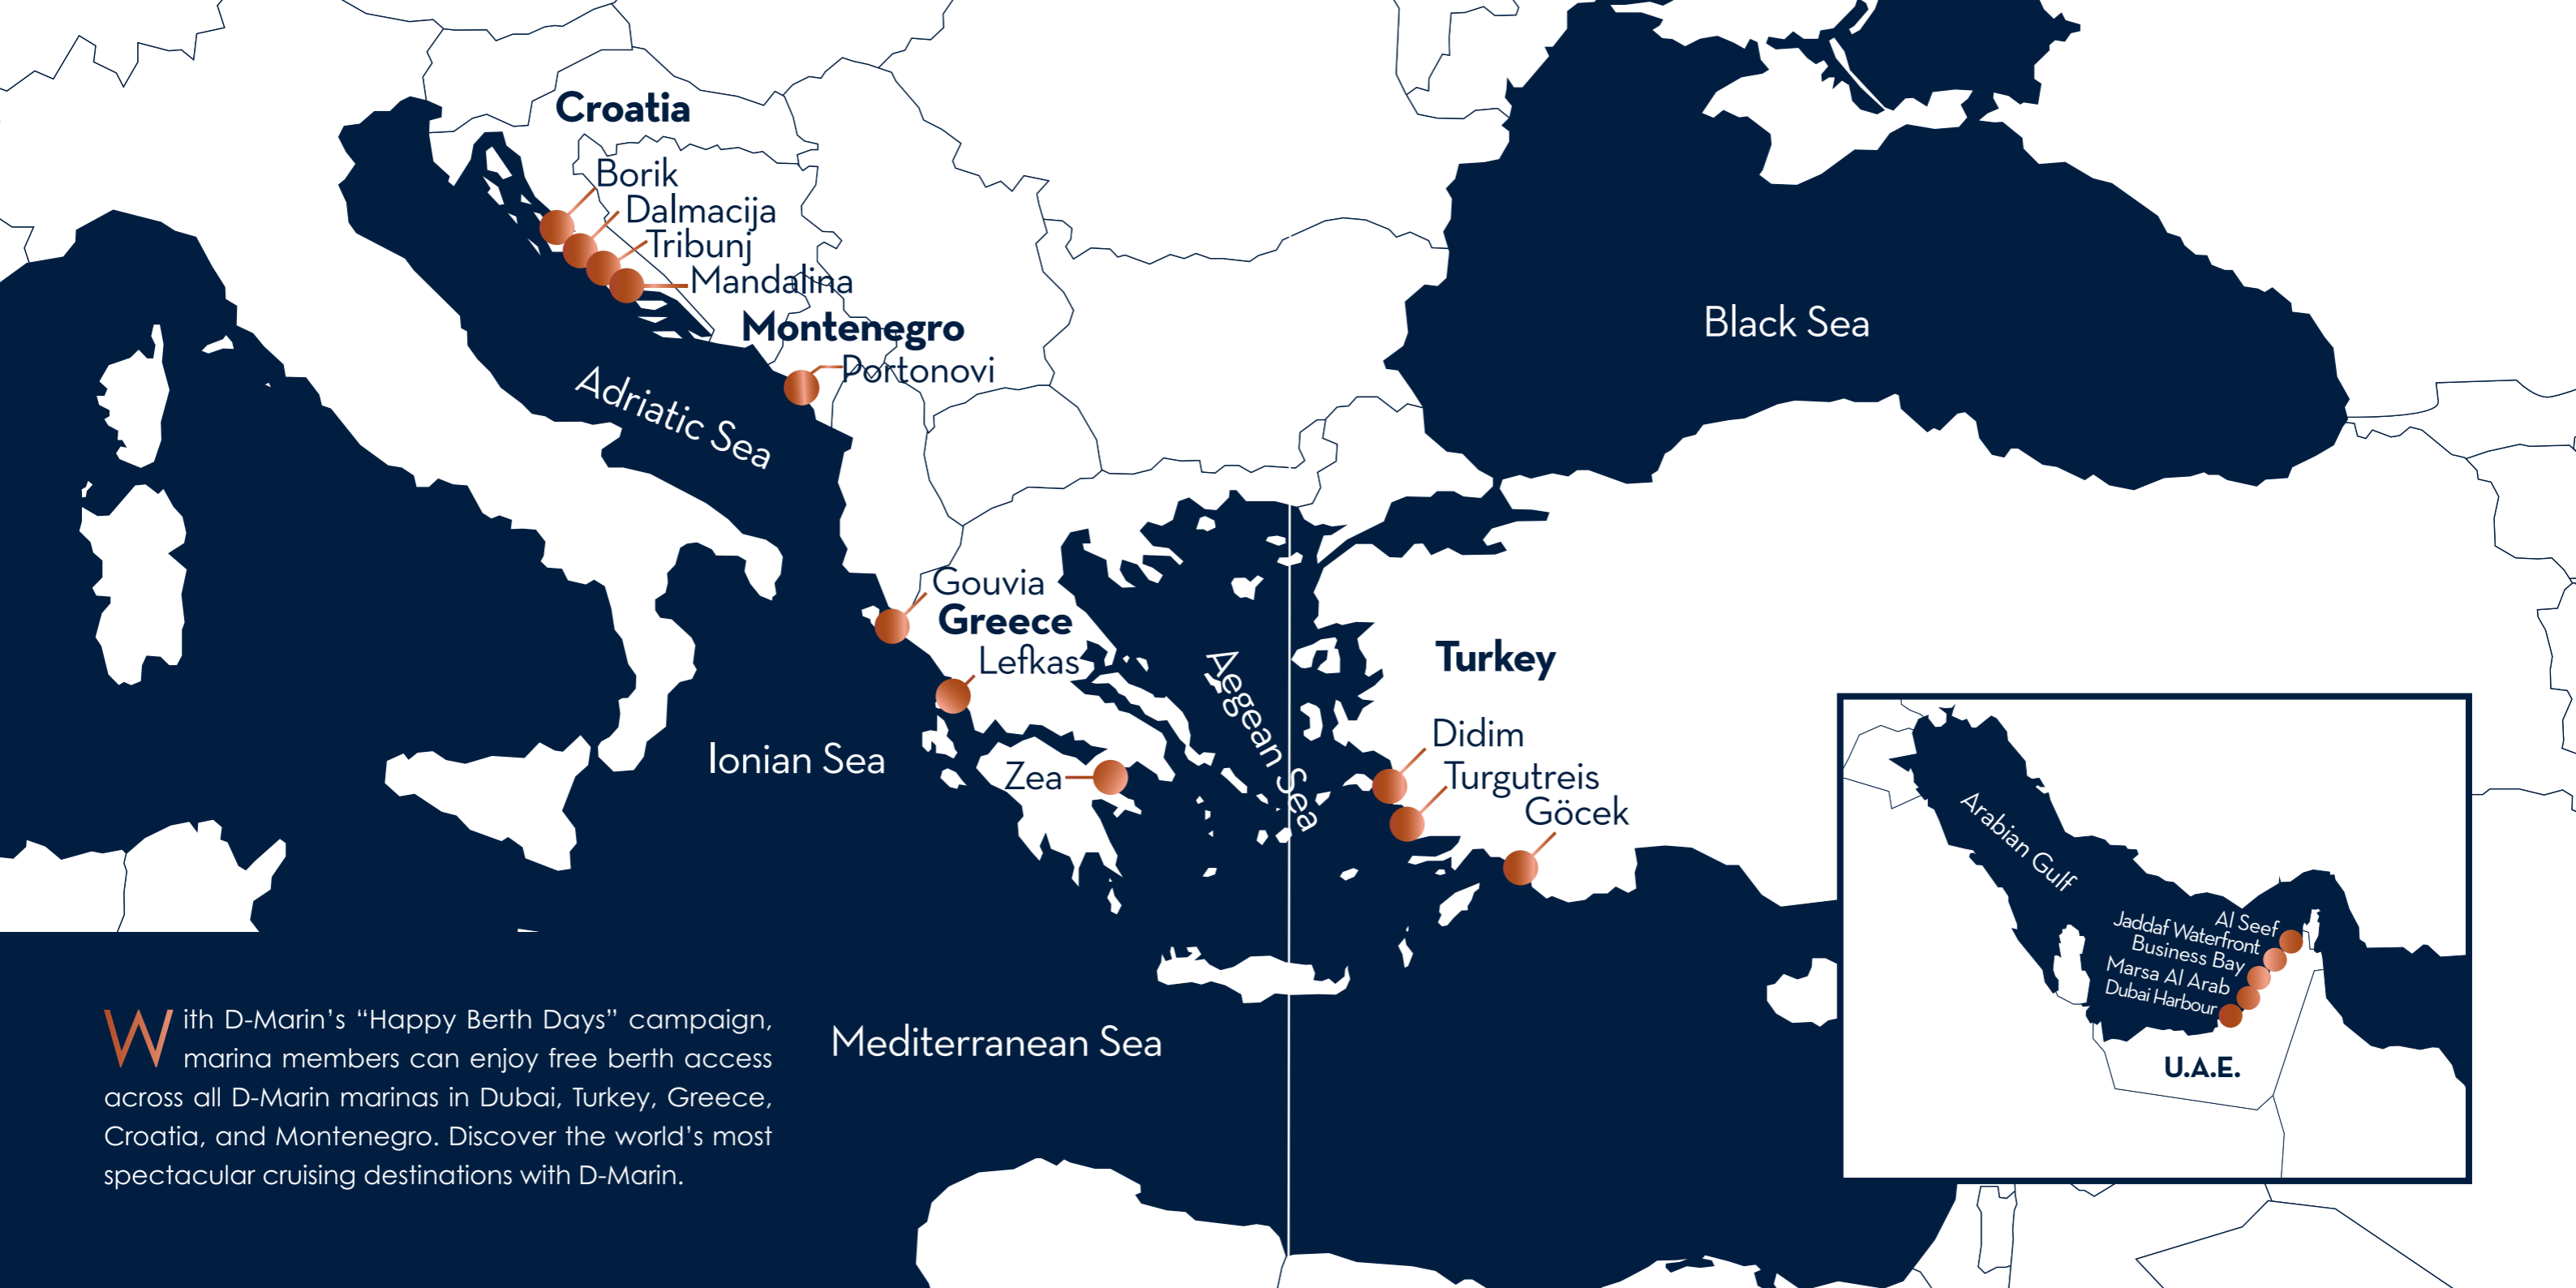 Croatia
Borik
Dalmacija
Tribunj
Mandalina
Montenegro
Portonovi
Adriatic Sea
Black Sea
Gouvia
Greece
Lefkas
Zea
Ionian Sea
Aegean Sea
Turkey
Didim
Turgutreis
Göcek
Mediterranean Sea
Arabian Gulf
Al Seef
Jaddaf Waterfront
Business Bay
Marsa Al Arab
Dubai Harbour
U.A.E.
With D-Marin’s “Happy Berth Days” campaign,
marina members can enjoy free berth access
across all D-Marin marinas in Dubai, Turkey, Greece,
Croatia, and Montenegro. Discover the world’s most
spectacular cruising destinations with D-Marin.